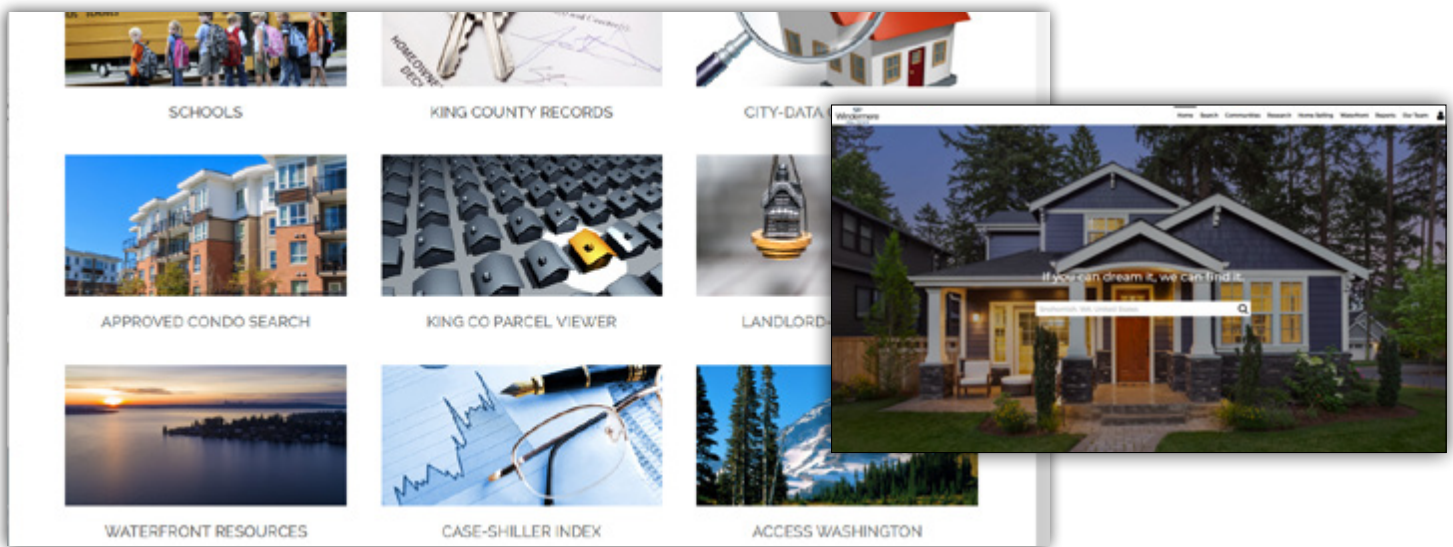 SCHOOLS
KING COUNTY RECORDS
CITY-DATA
APPROVED CONDO SEARCH
KING CO PARCEL VIEWER
LANDLORD-
WATERFRONT RESOURCES
CASE-SHILLER INDEX
ACCESS WASHINGTON
HOMEOWNE
DEC
Windermere
Home Search Communities Research Home Selling Waterfront Reports Our Team
If you can dream it, we can find it.